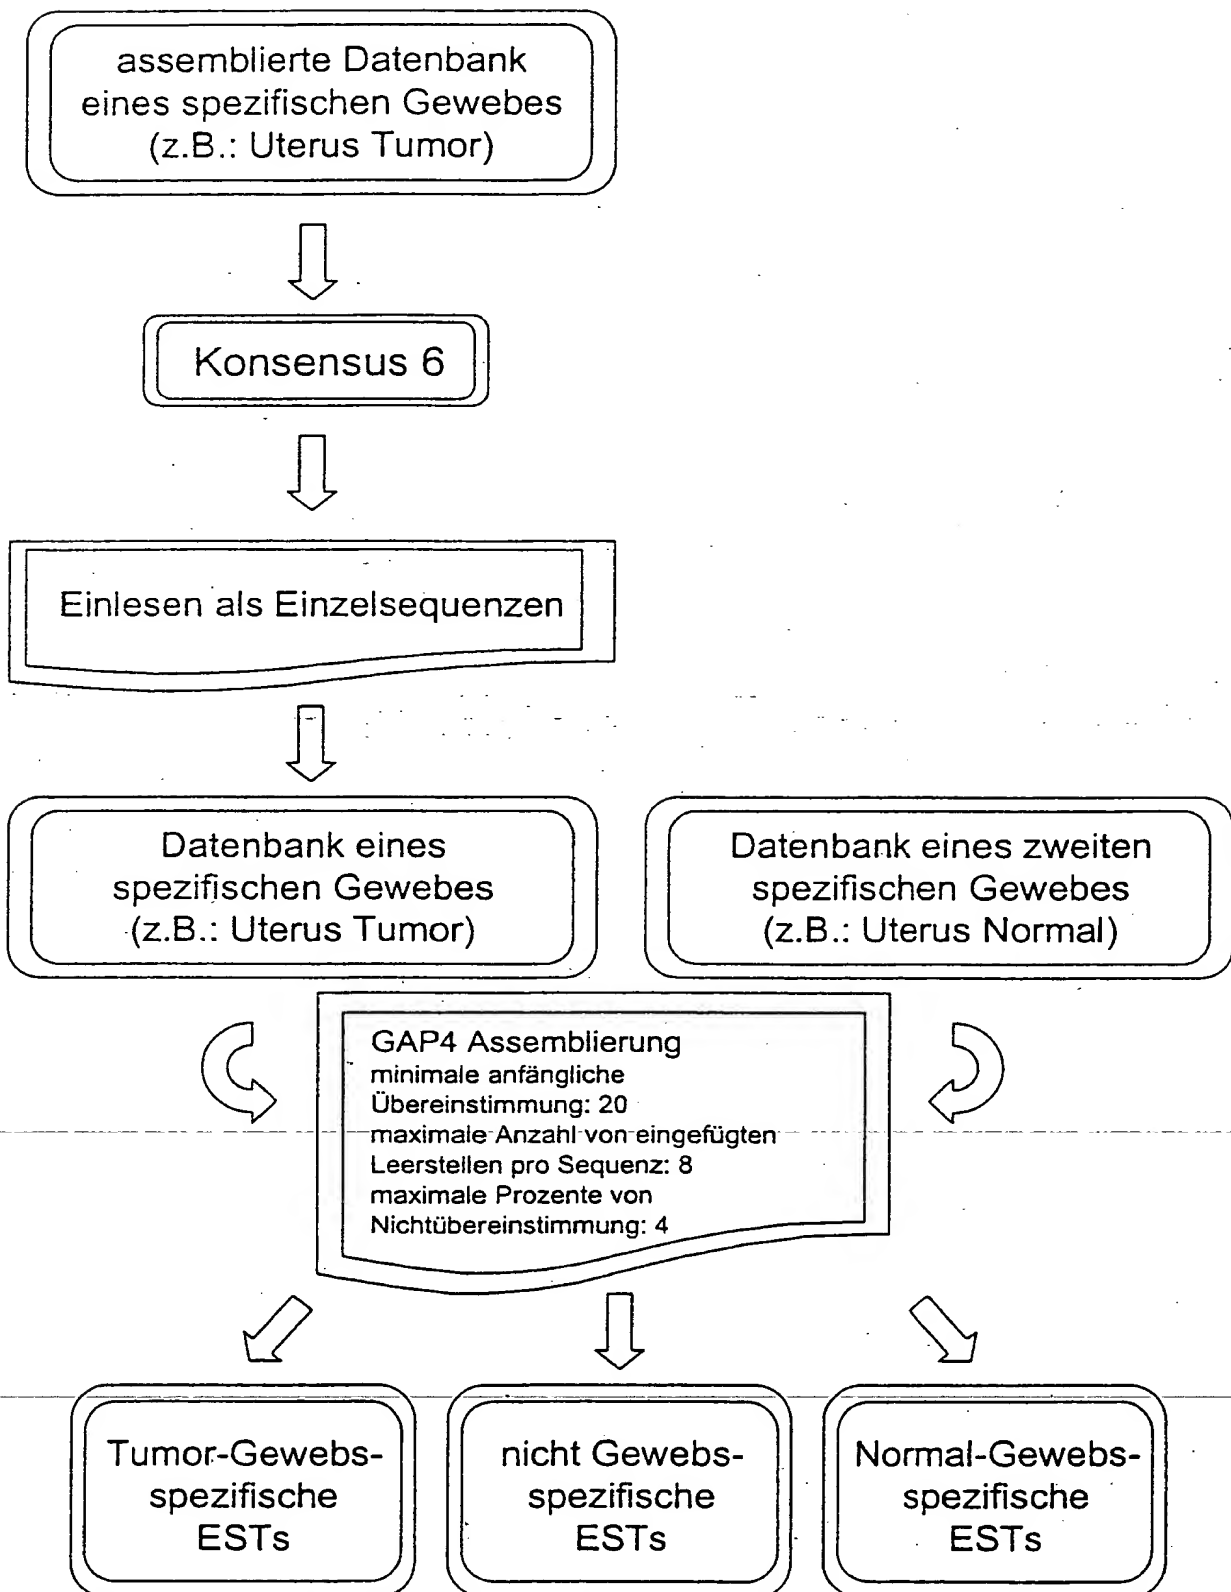 assemblierte Datenbank
eines spezifischen Gewebes
(z.B.: Uterus Tumor)
Konsensus 6
Einlesen als Einzelsequenzen
Datenbank eines
spezifischen Gewebes
(z.B.: Uterus Tumor)
Datenbank eines zweiten
spezifischen Gewebes
(z.B.: Uterus Normal)
GAP4 Assemblierung
minimale anfängliche
Übereinstimmung: 20
maximale Anzahl von eingefügten
Leerstellen pro Sequenz: 8
maximale Prozente von
Nichtübereinstimmung: 4
Tumor-Gewebs-
spezifische
ESTs
nicht Gewebs-
spezifische
ESTs
Normal-Gewebs-
spezifische
ESTs